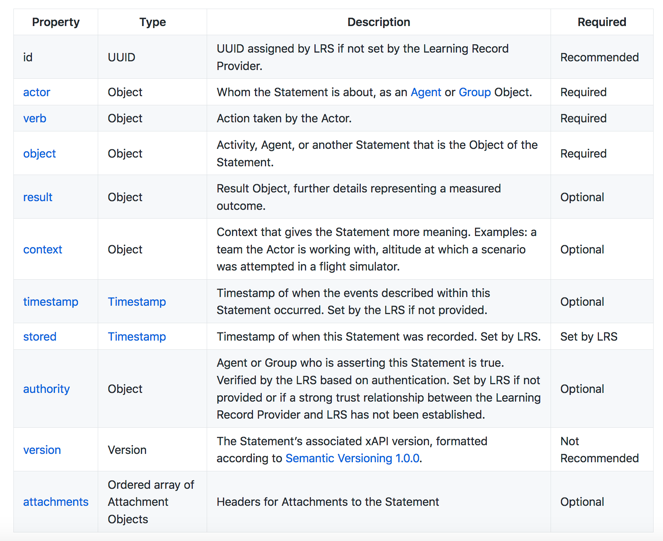 Property Type Description Required
id UUID UUID assigned by LRS if not set by the Learning Record
Provider. Recommended
actor Object Whom the Statement is about, as an Agent or Group Object. Required
verb Object Action taken by the Actor. Required
object Object Activity, Agent, or another Statement that is the Object of the
Statement. Required
result Object Result Object, further details representing a measured
outcome. Optional
context Object Context that gives the Statement more meaning. Examples: a
team the Actor is working with, altitude at which a scenario
was attempted in a flight simulator. Optional
timestamp Timestamp Timestamp of when the events described within this
Statement occurred. Set by the LRS if not provided. Optional
stored Timestamp Timestamp of when this Statement was recorded. Set by LRS. Set by LRS
authority Object Agent or Group who is asserting this Statement is true.
Verified by the LRS based on authentication. Set by LRS if not
provided or if a strong trust relationship between the Learning
Record Provider and LRS has not been established. Optional
version Version The Statement's associated xAPI version, formatted
according to Semantic Versioning 1.0.0. Not
Recommended
attachments Ordered array of
Attachment
Objects Headers for Attachments to the Statement Optional